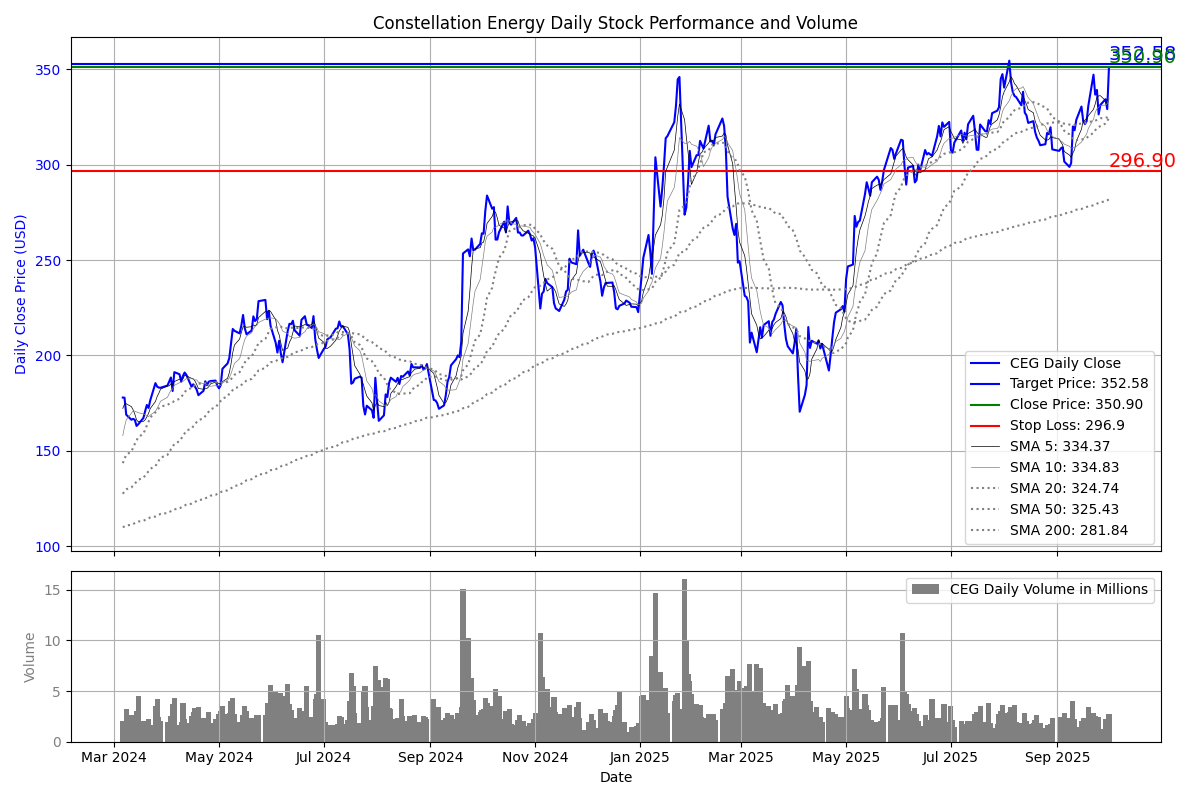 Constellation Energy Daily Stock Performance and Volume
352.58
350.90
350
300
250
200
150
100
Daily Close Price (USD)
296.90
CEG Daily Close
Target Price: 352.58
Close Price: 350.90
Stop Loss: 296.9
SMA 5: 334.37
SMA 10: 334.83
SMA 20: 324.74
SMA 50: 325.43
SMA 200: 281.84
15
10
5
0
Volume
CEG Daily Volume in Millions
Mar 2024 May 2024 Jul 2024 Sep 2024 Nov 2024 Jan 2025 Mar 2025 May 2025 Jul 2025 Sep 2025
Date